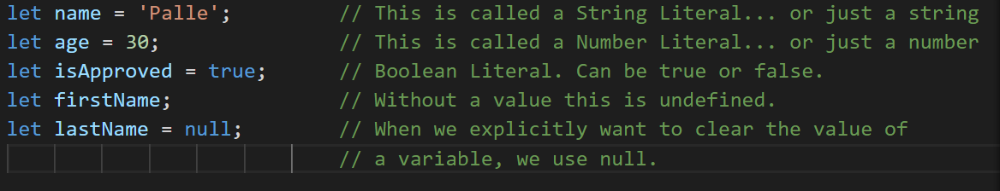 let name = 'Palle'; // This is called a String Literal... or just a string
let age = 30; // This is called a Number Literal... or just a number
let isApproved = true; // Boolean Literal. Can be true or false.
let firstName; // Without a value this is undefined.
let lastName = null; // When we explicitly want to clear the value of
// a variable, we use null.